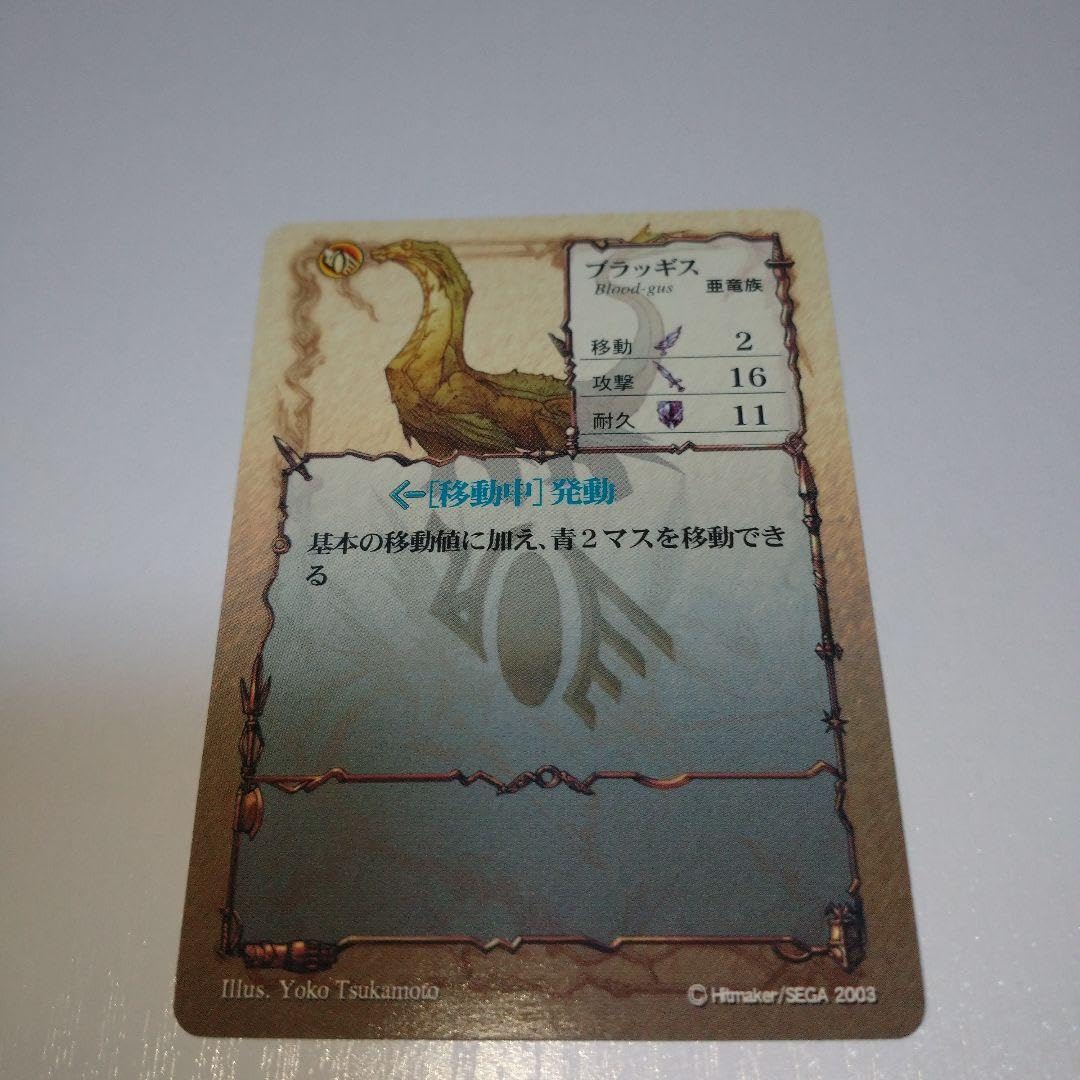 ブラッギス
Blood-gus
亜竜族
移動 2
攻撃 16
耐久 11
←[移動中]発動
基本の移動値に加え、青2マスを移動でき
る
Illus. Yoko Tsukamoto
© Hitmaker/SEGA 2003